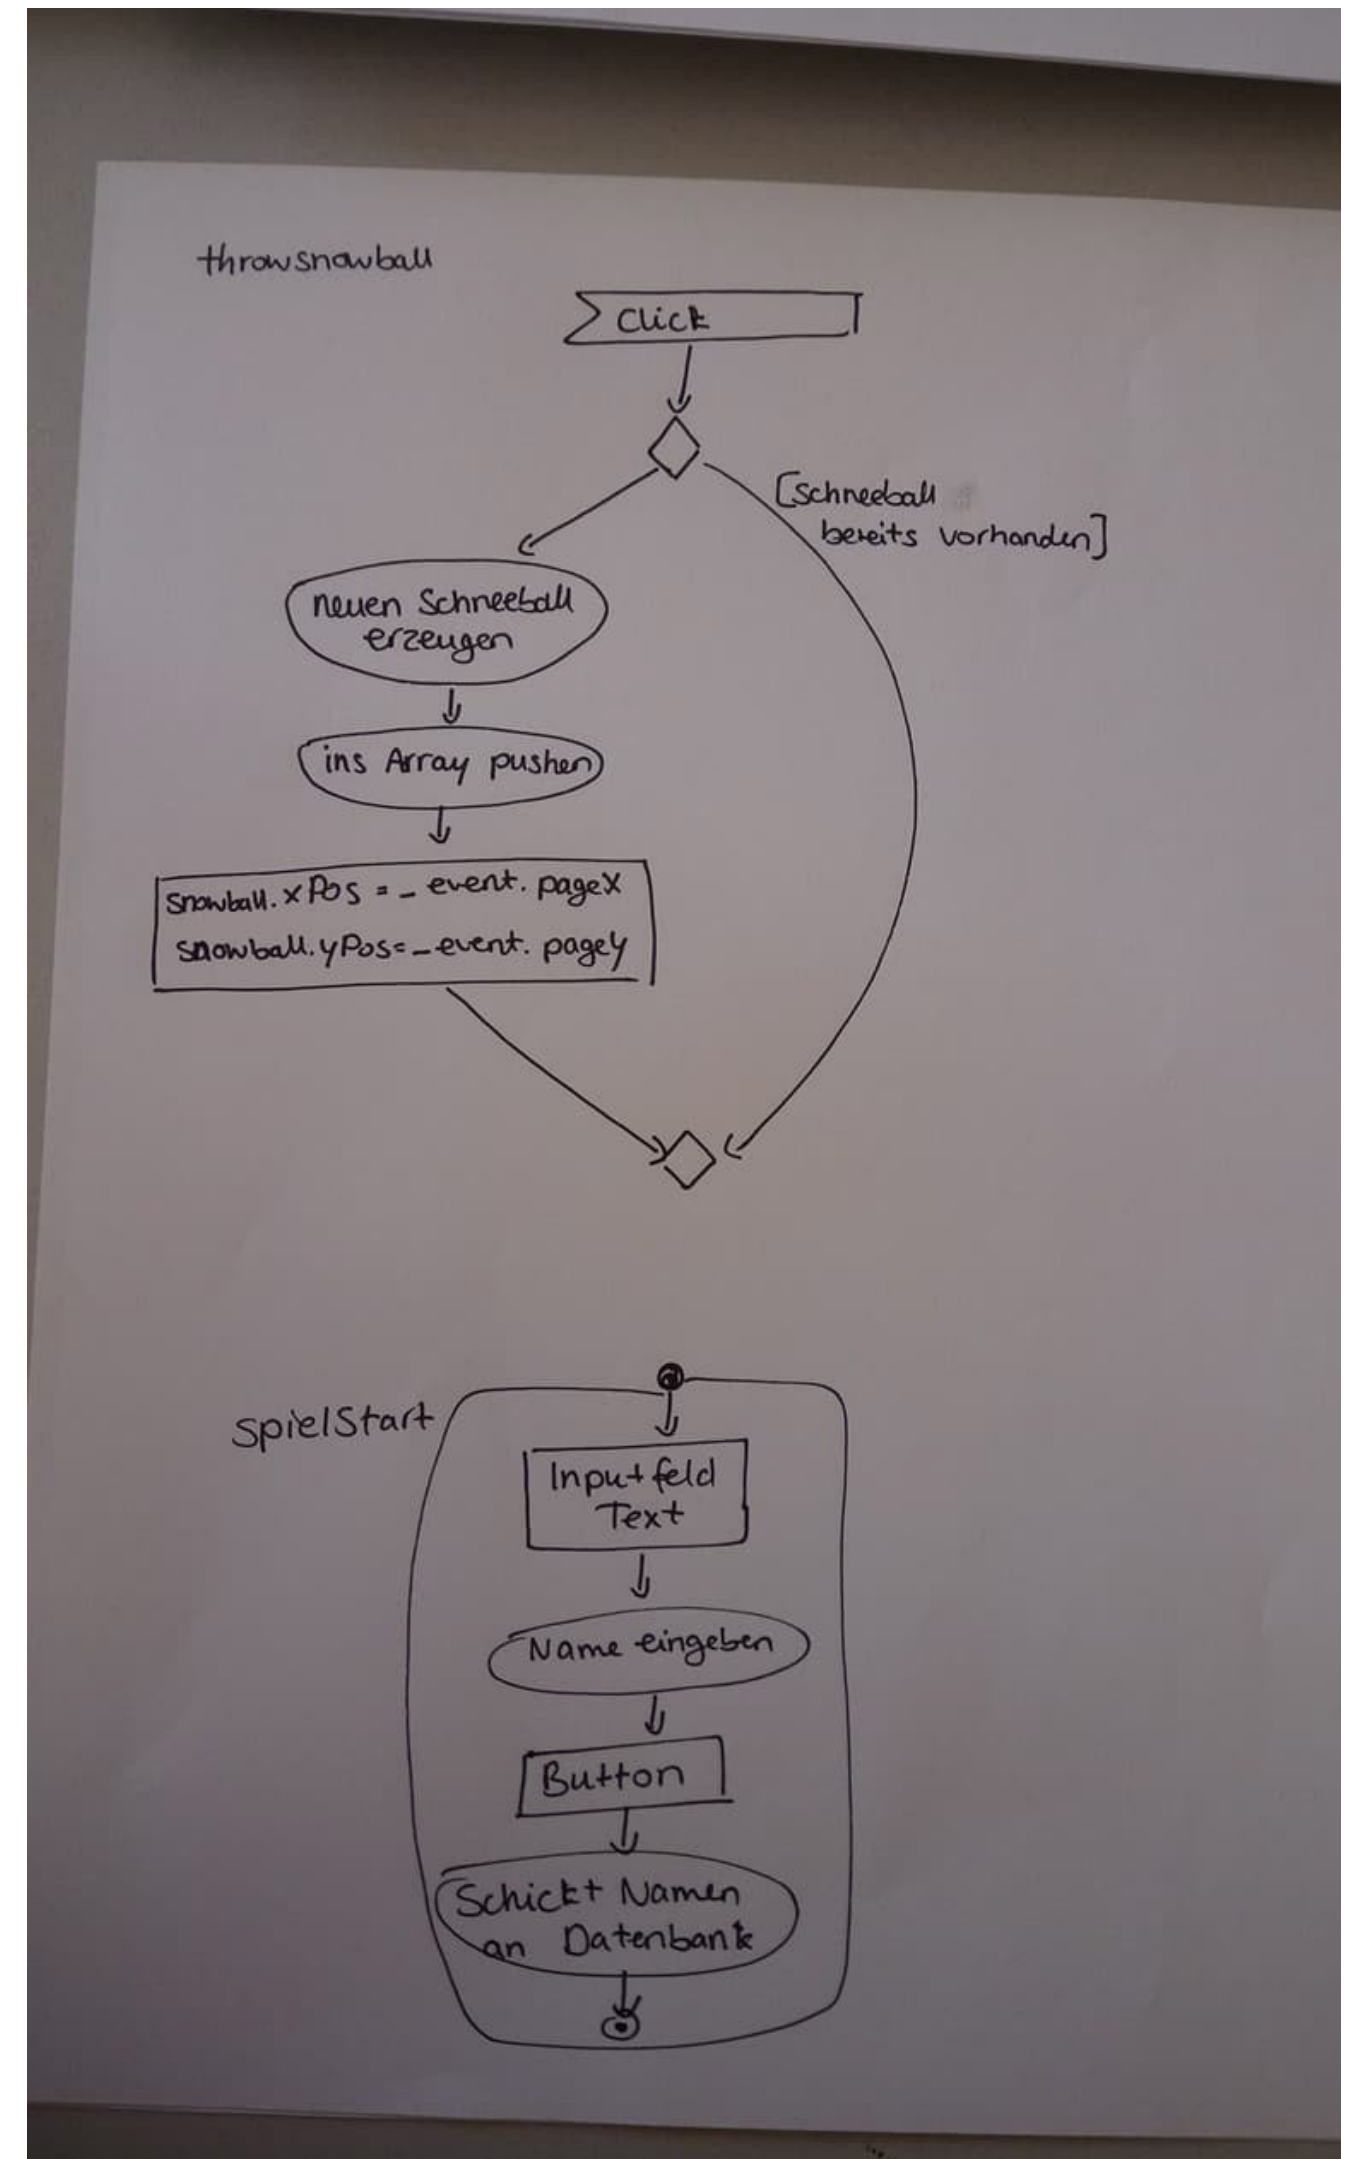 throwsnowball
Click
[Schneeball
bereits vorhanden]
neuen Schneeball
erzeugen
ins Array pushen
snowball.xPos = _event.pageX
snowball.yPos=_event.pageY
SpielStart
Inputfeld
Text
Name eingeben
Button
Schickt Namen
an Datenbank